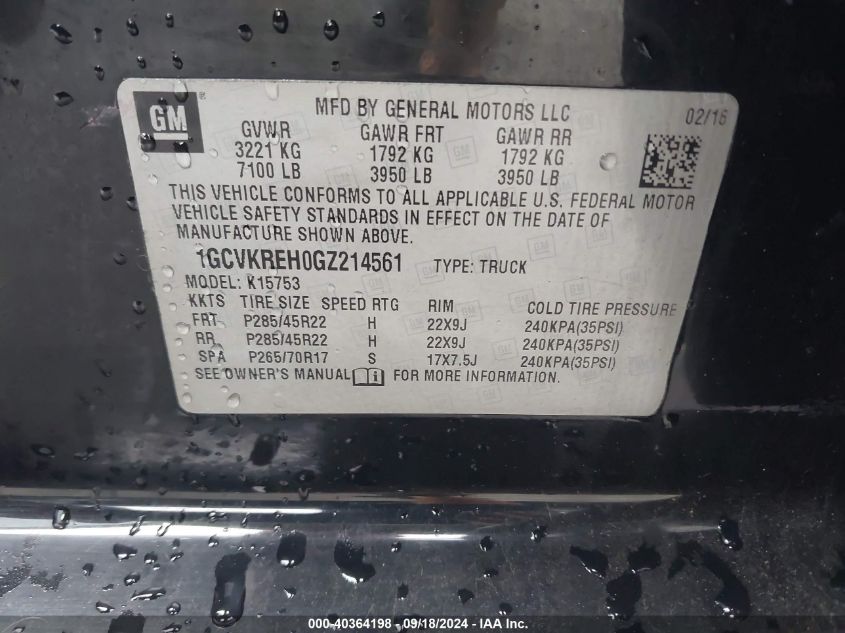 GM ®
MFD BY GENERAL MOTORS LLC 02/16
GVWR GAWR FRT GAWR RR
3221 KG 1792 KG 1792 KG
7100 LB 3950 LB 3950 LB
THIS VEHICLE CONFORMS TO ALL APPLICABLE U.S. FEDERAL MOTOR
VEHICLE SAFETY STANDARDS IN EFFECT ON THE DATE OF
MANUFACTURE SHOWN ABOVE.
1GCVKREH0GZ214561 TYPE: TRUCK
MODEL: K15753
KKTS TIRE SIZE SPEED RTG RIM COLD TIRE PRESSURE
FRT P285/45R22 H 22X9J 240KPA(35PSI)
RR P285/45R22 H 22X9J 240KPA(35PSI)
SPA P265/70R17 S 17X7.5J 240KPA(35PSI)
SEE OWNER'S MANUAL FOR MORE INFORMATION.
000-40364198 - 09/18/2024 - IAA Inc.